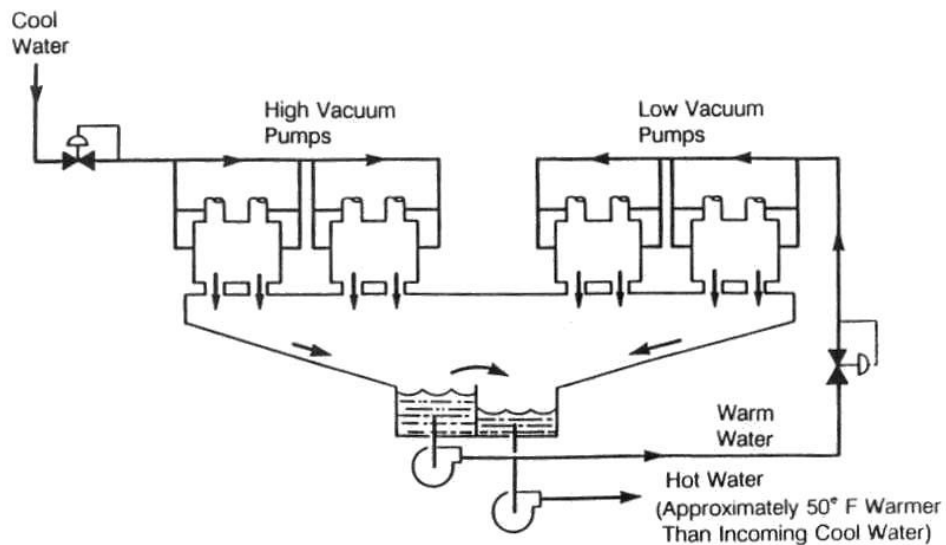 Cool
Water
High Vacuum
Pumps
Low Vacuum
Pumps
Warm
Water
Hot Water
(Approximately 50° F Warmer
Than Incoming Cool Water)